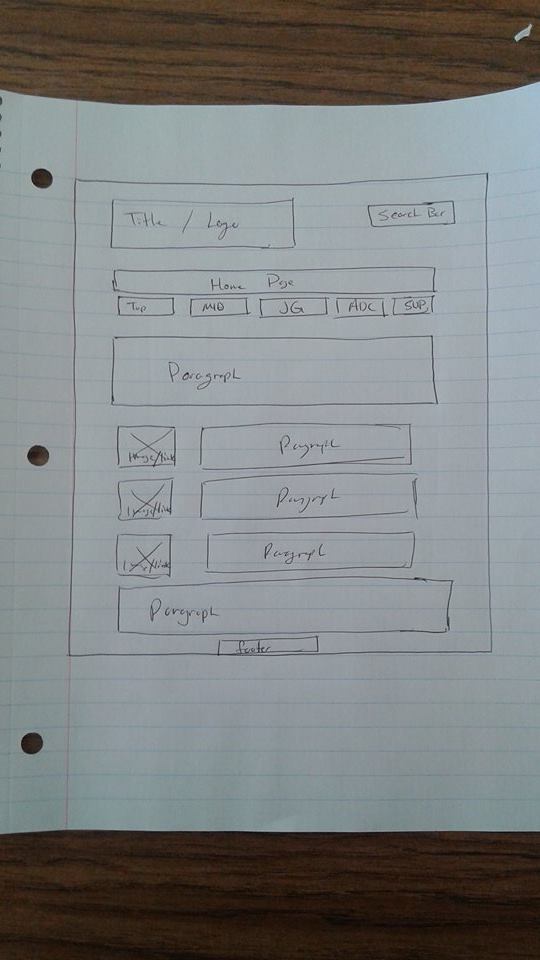 Title / Logo
Search Bar
Home Page
Top MID JG ADC SUP
Paragraph
Image/link Paragraph
Image/link Paragraph
Image/link Paragraph
Paragraph
footer